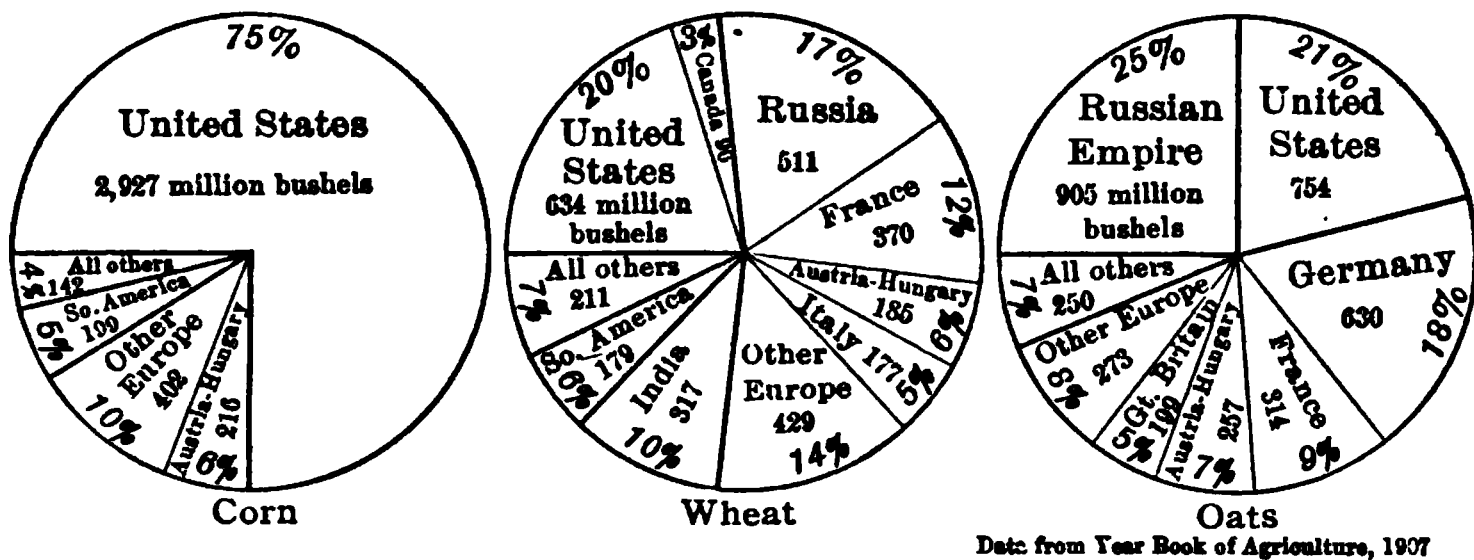 75%
United States
2,927 million bushels
All others
142
4%
So. America
5%
Other
Europe
402
10%
Austria-Hungary
216
6%
Corn
20%
United
States
634 million
bushels
3%
Canada
17%
Russia
511
12%
France
370
Austria-Hungary
185
6%
Italy 177
5%
Other
Europe
429
14%
India
317
10%
So. America
179
6%
All others
211
7%
Wheat
25%
Russian
Empire
905 million
bushels
21%
United
States
754
Germany
630
18%
France
314
9%
Austria-Hungary
257
7%
Gt. Britain
5%
Other Europe
273
8%
All others
250
7%
Oats
Data from Year Book of Agriculture, 1907